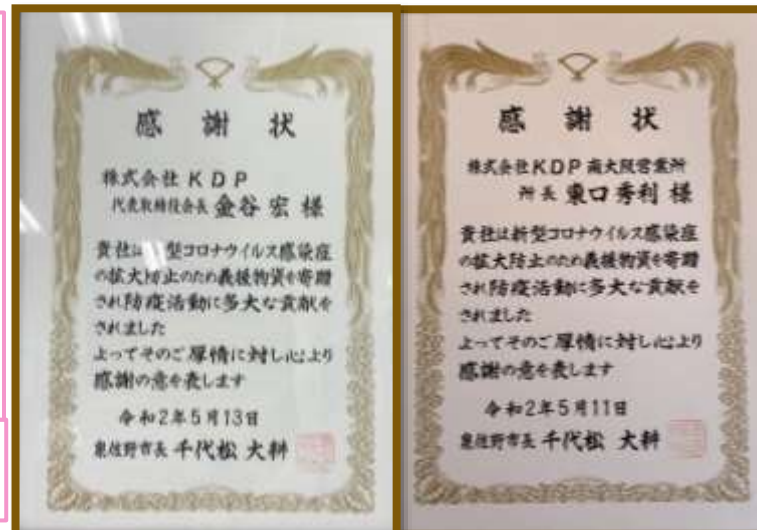 感謝状
株式会社KDP
代表取締役会長 金谷 宏 様
貴社は 型コロナウイルス感染症
の拡大防止のため義援物資を寄贈
され防疫活動に多大な貢献を
されました
よってそのご厚情に対し心より
感謝の意を表します
令和2年5月13日
泉佐野市長 千代松 大耕
感謝状
株式会社KDP 南大阪営業所
所長 東口秀利 様
貴社は新型コロナウイルス感染症
の拡大防止のため義援物資を寄贈
され防疫活動に多大な貢献を
されました
よってそのご厚情に対し心より
感謝の意を表します
令和2年5月11日
泉佐野市長 千代松 大耕